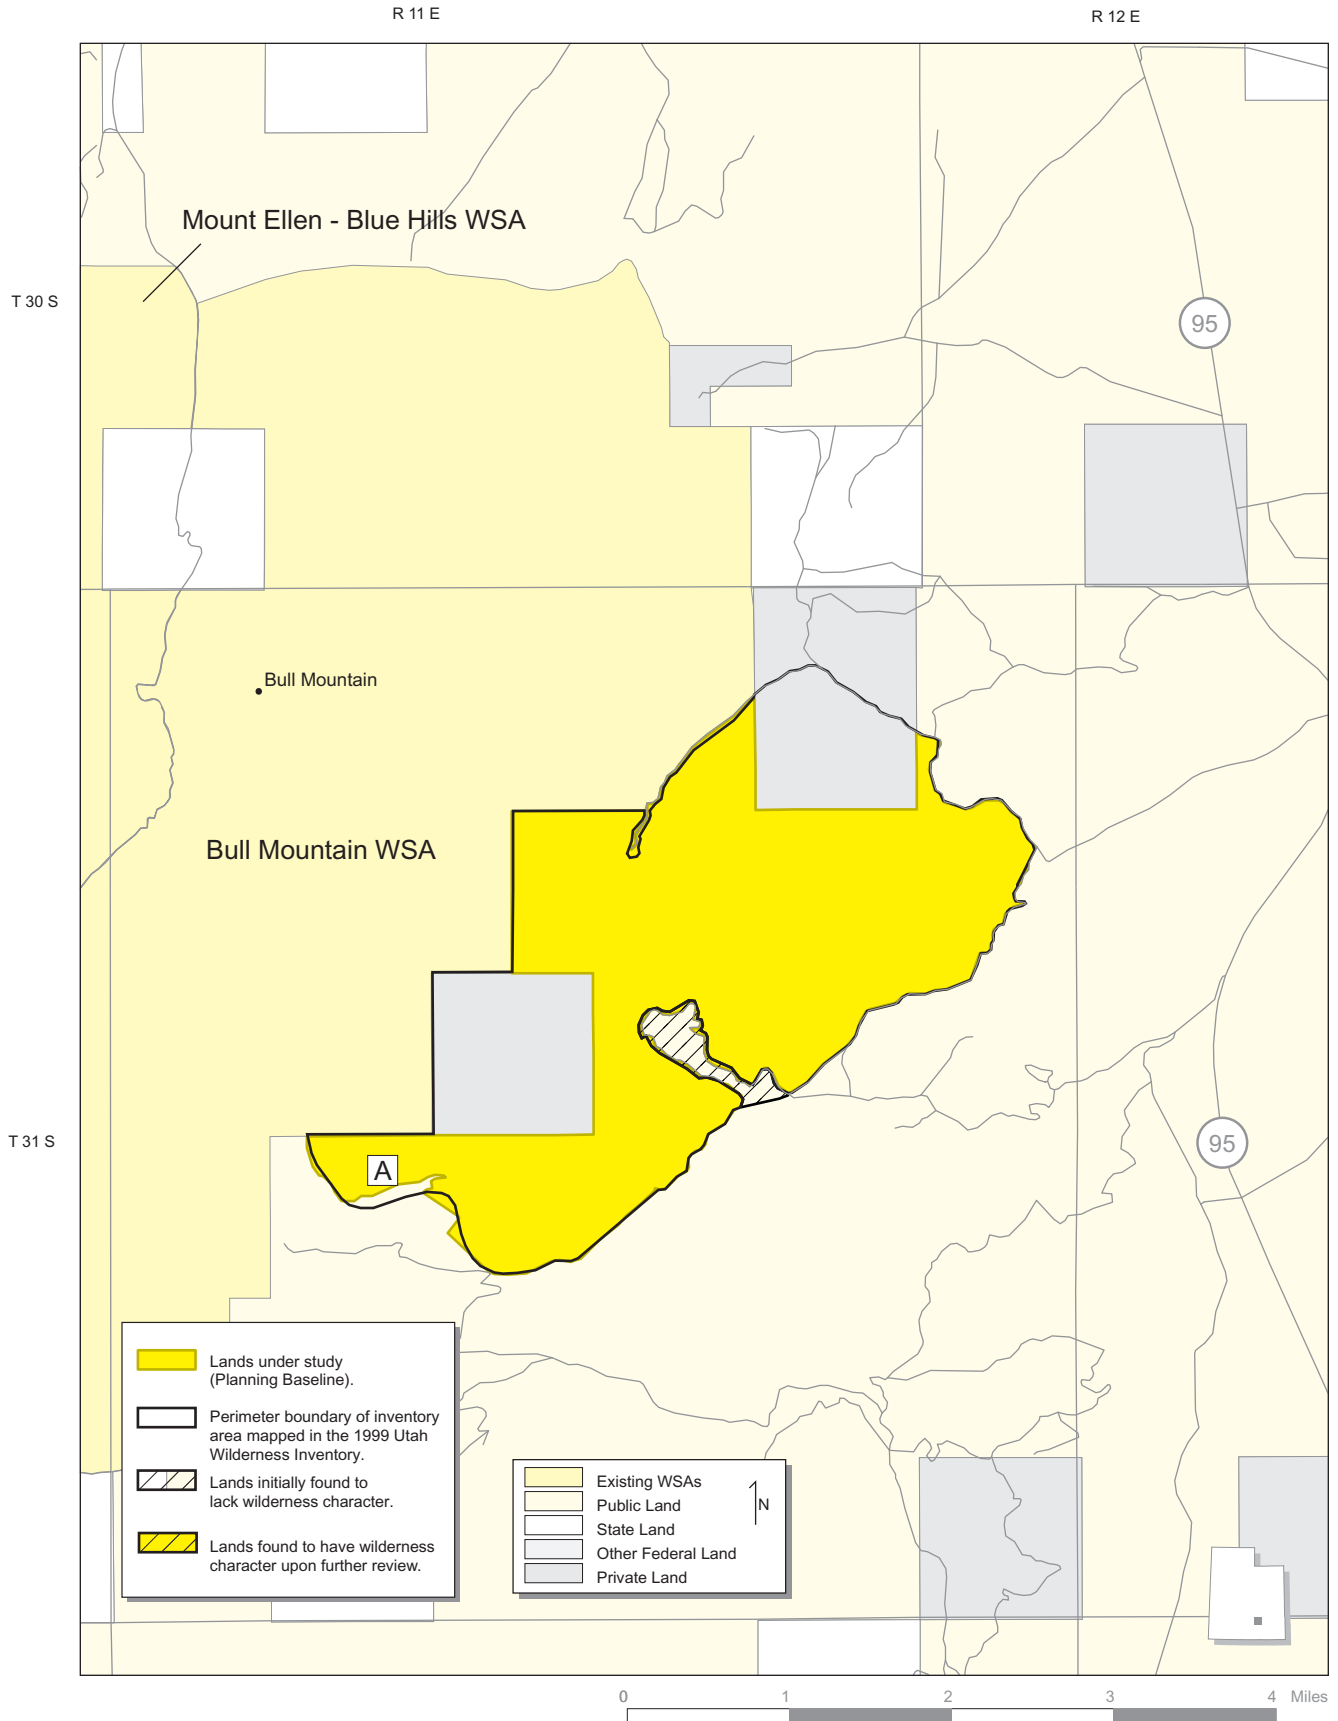 R 11 E
R 12 E
Mount Ellen - Blue Hills WSA
T 30 S
95
Bull Mountain
Bull Mountain WSA
T 31 S
A
95
Lands under study
(Planning Baseline).
Perimeter boundary of inventory
area mapped in the 1999 Utah
Wilderness Inventory.
Lands initially found to
lack wilderness character.
Lands found to have wilderness
character upon further review.
Existing WSAs
Public Land
State Land
Other Federal Land
Private Land
N
0 1 2 3 4 Miles